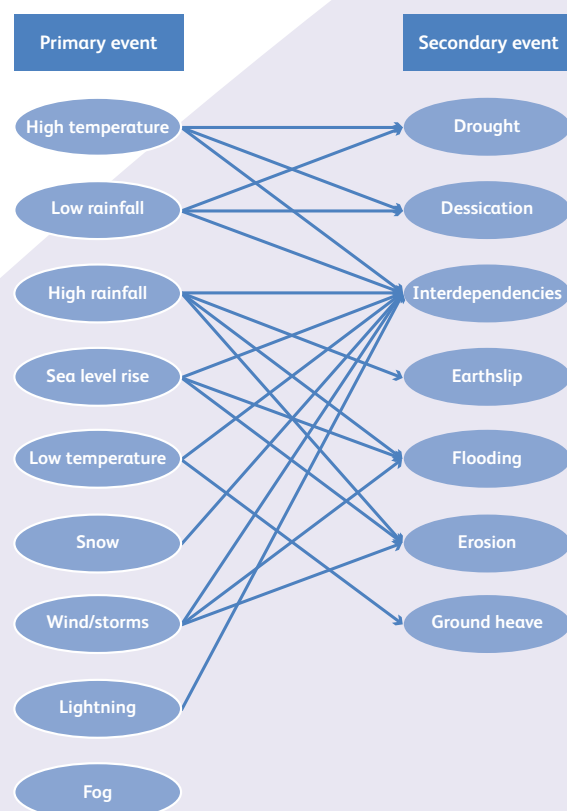 Primary event
Secondary event
High temperature
Drought
Low rainfall
Dessication
High rainfall
Interdependencies
Sea level rise
Earthslip
Low temperature
Flooding
Snow
Erosion
Wind/storms
Ground heave
Lightning
Fog